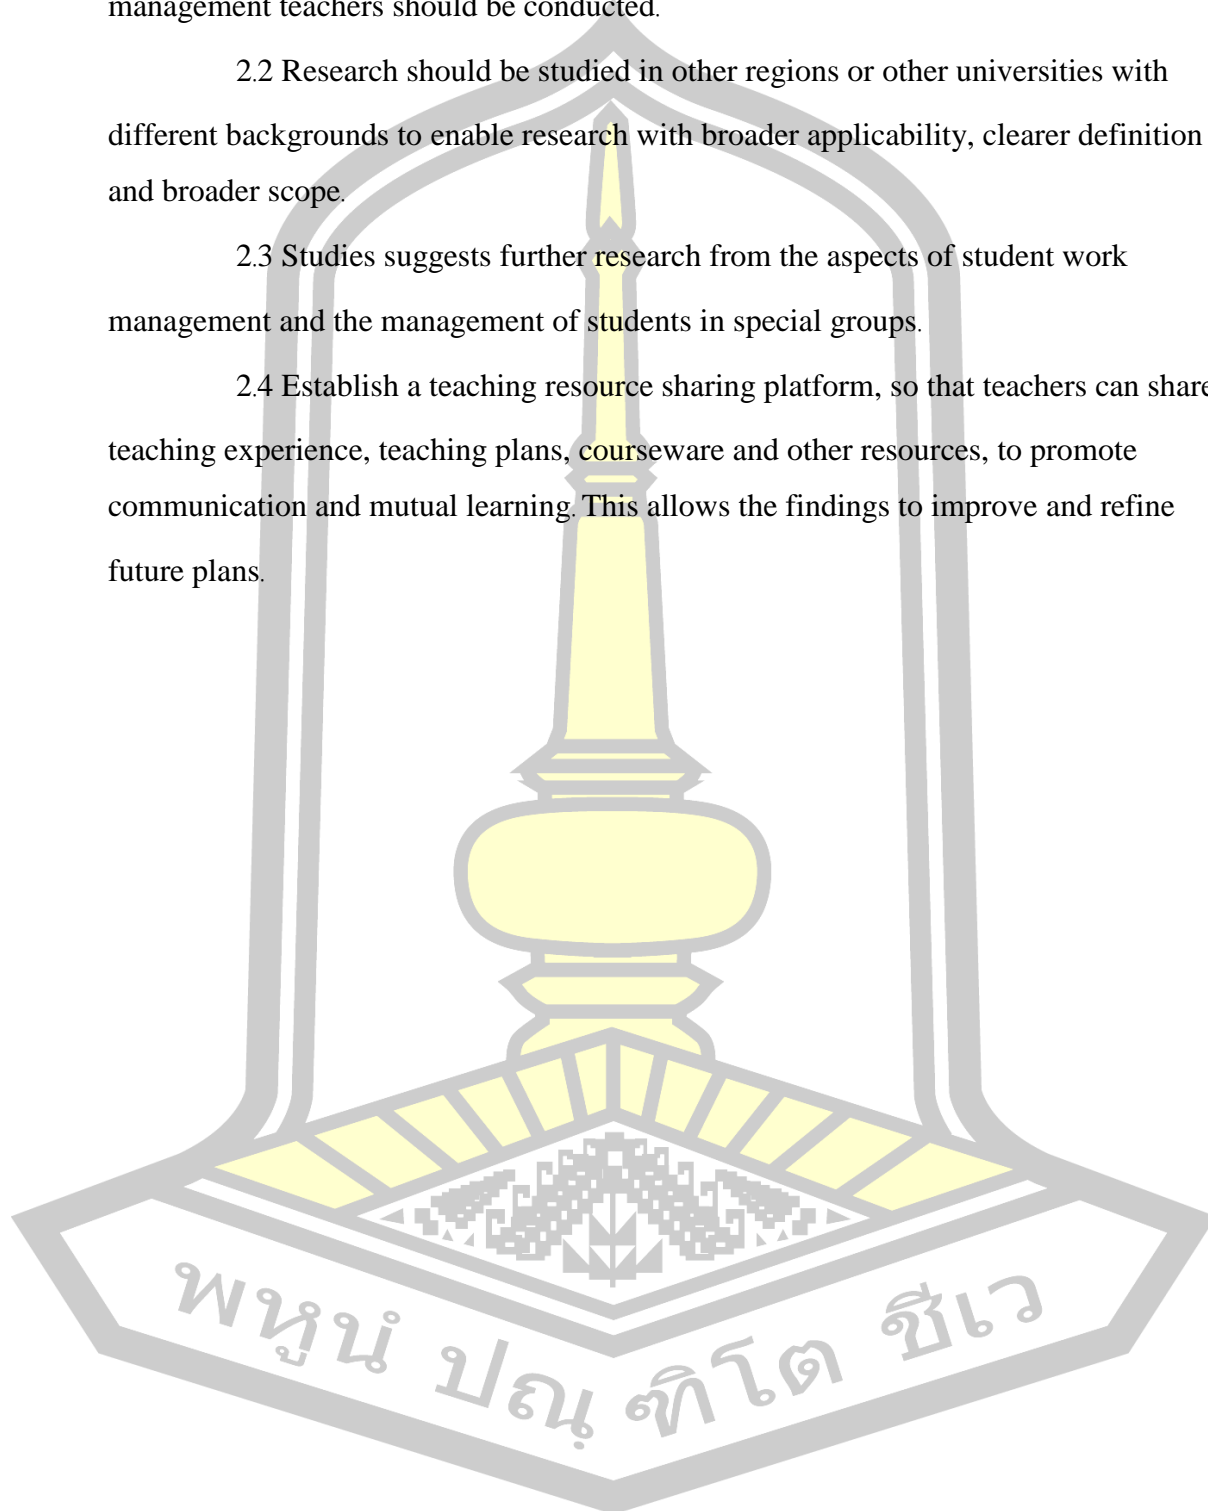 management teachers should be conducted.
2.2 Research should be studied in other regions or other universities with
different backgrounds to enable research with broader applicability, clearer definition
and broader scope.
2.3 Studies suggests further research from the aspects of student work
management and the management of students in special groups.
2.4 Establish a teaching resource sharing platform, so that teachers can share
teaching experience, teaching plans, courseware and other resources, to promote
communication and mutual learning. This allows the findings to improve and refine
future plans.
พหูนํ ปณฺฑิโต ชีเว